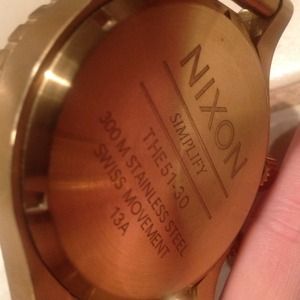 NIXON
SIMPLIFY
THE 51-30
300 M STAINLESS STEEL
SWISS MOVEMENT
13A